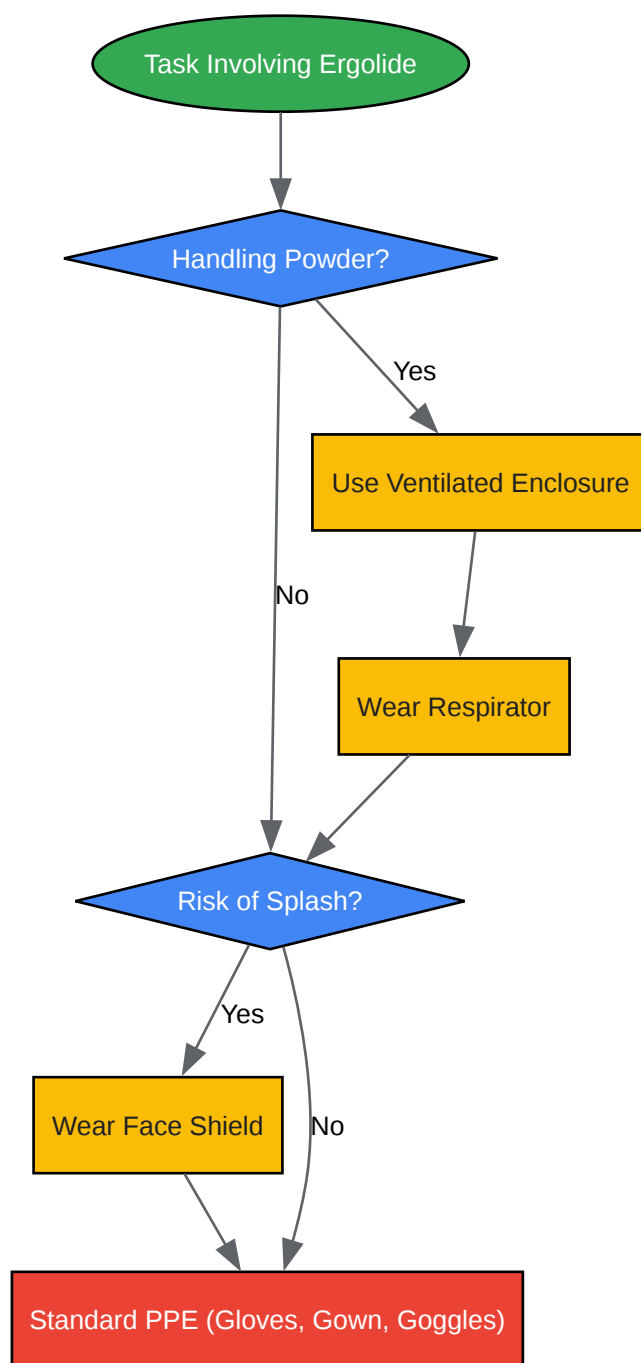 Task Involving Ergolide
Handling Powder?
Yes
Use Ventilated Enclosure
No
Wear Respirator
Risk of Splash?
Yes
Wear Face Shield
No
Standard PPE (Gloves, Gown, Goggles)